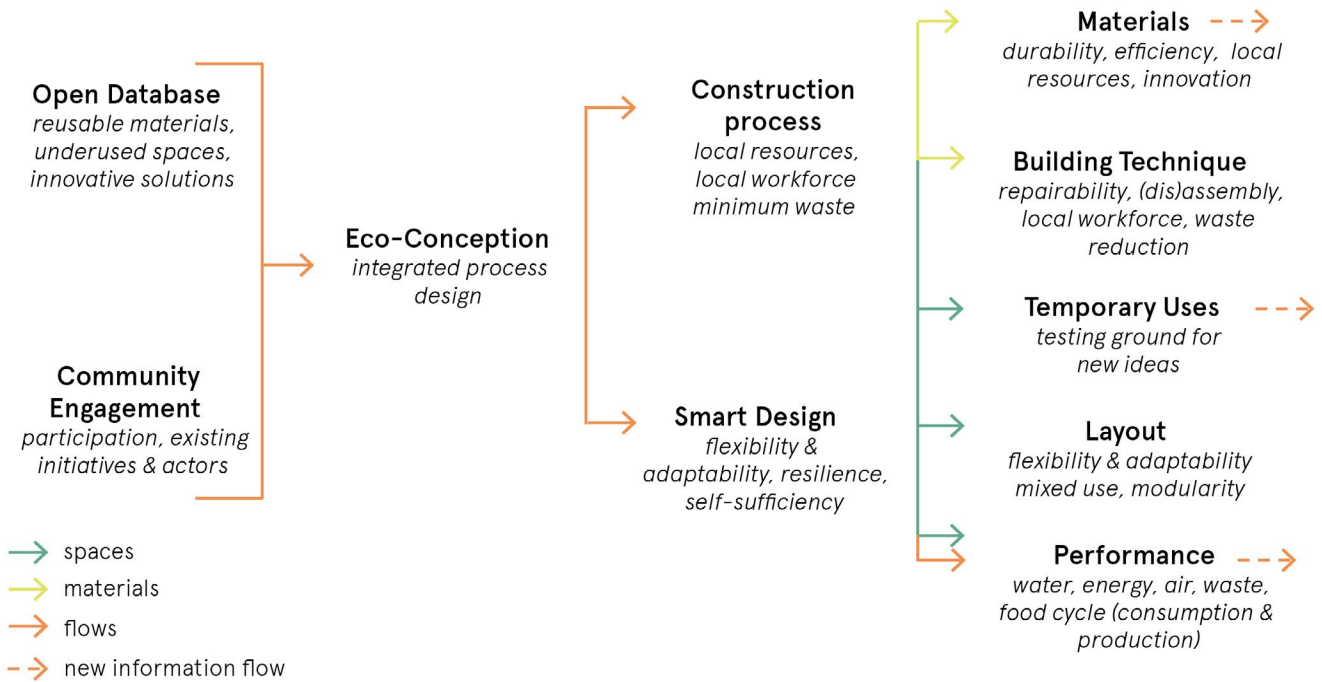 Open Database
reusable materials,
underused spaces,
innovative solutions
Community
Engagement
participation, existing
initiatives & actors
Eco-Conception
integrated process
design
Construction
process
local resources,
local workforce
minimum waste
Smart Design
flexibility &
adaptability, resilience,
self-sufficiency
Materials
durability, efficiency, local
resources, innovation
Building Technique
repairability, (dis)assembly,
local workforce, waste
reduction
Temporary Uses
testing ground for
new ideas
Layout
flexibility & adaptability
mixed use, modularity
Performance
water, energy, air, waste,
food cycle (consumption &
production)
spaces
materials
flows
new information flow